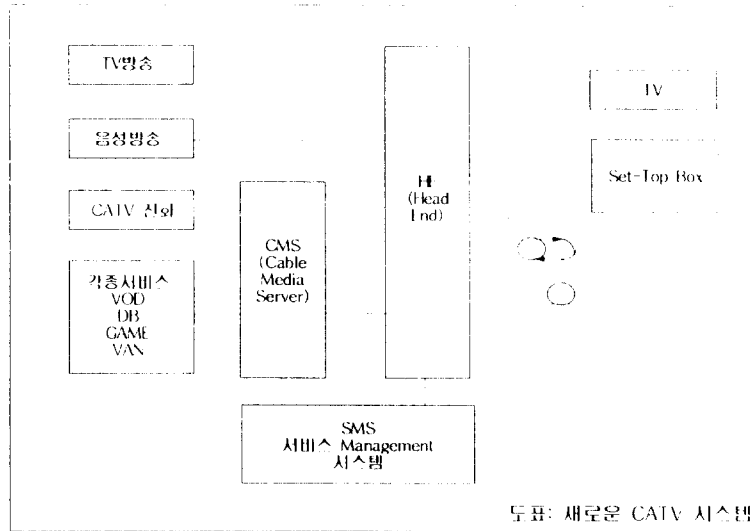 TV방송
음성방송
CATV 전화
각종서비스
VOD
DB
GAME
VAN
CMS
(Cable
Media
Server)
HE
(Head
End)
TV
Set-Top Box
SMS
서비스 Management
시스템
도표: 새로운 CATV 시스템